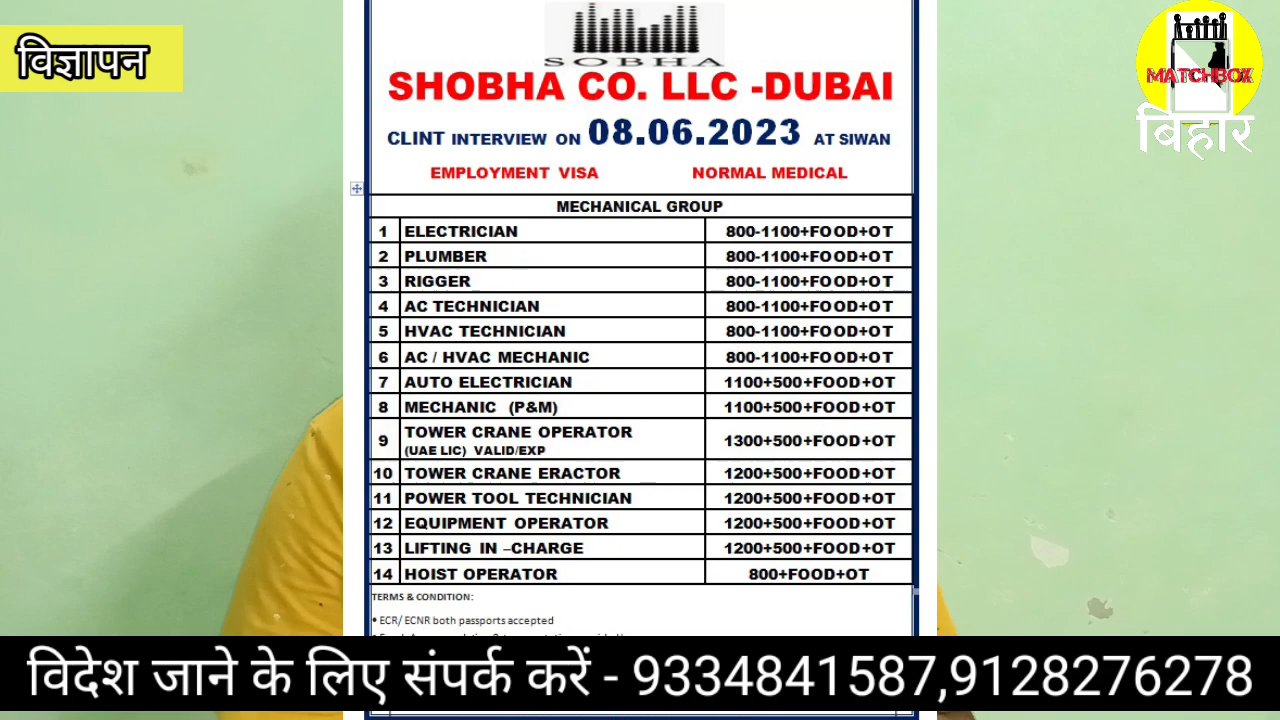 विज्ञापन
SOBHA
SHOBHA CO. LLC -DUBAI
CLINT INTERVIEW ON 08.06.2023 AT SIWAN
EMPLOYMENT VISA NORMAL MEDICAL
MATCHBOX
बिहार
MECHANICAL GROUP
1 ELECTRICIAN 800-1100+FOOD+OT
2 PLUMBER 800-1100+FOOD+OT
3 RIGGER 800-1100+FOOD+OT
4 AC TECHNICIAN 800-1100+FOOD+OT
5 HVAC TECHNICIAN 800-1100+FOOD+OT
6 AC / HVAC MECHANIC 800-1100+FOOD+OT
7 AUTO ELECTRICIAN 1100+500+FOOD+OT
8 MECHANIC (P&M) 1100+500+FOOD+OT
9 TOWER CRANE OPERATOR 1300+500+FOOD+OT
(UAE LIC) VALID/EXP
10 TOWER CRANE ERACTOR 1200+500+FOOD+OT
11 POWER TOOL TECHNICIAN 1200+500+FOOD+OT
12 EQUIPMENT OPERATOR 1200+500+FOOD+OT
13 LIFTING IN –CHARGE 1200+500+FOOD+OT
14 HOIST OPERATOR 800+FOOD+OT
TERMS & CONDITION:
• ECR/ ECNR both passports accepted
विदेश जाने के लिए संपर्क करें - 9334841587,9128276278